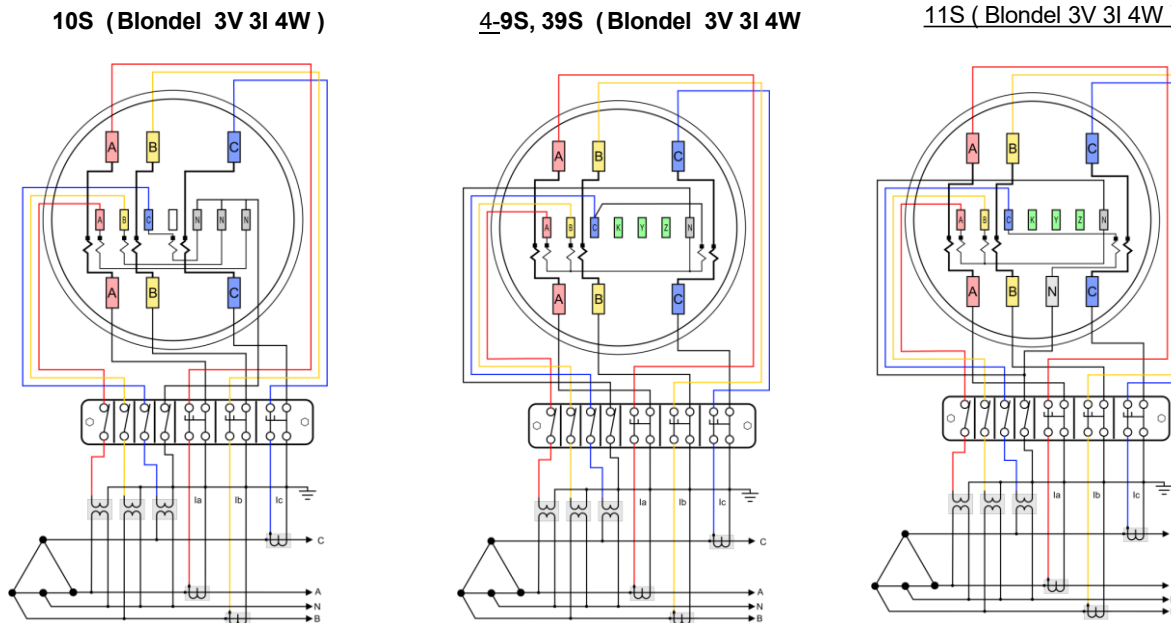 10S ( Blondel 3V 3I 4W )
4-9S, 39S ( Blondel 3V 3I 4W
11S ( Blondel 3V 3I 4W
A B C
A B C N N N
A B C
Ia Ib Ic
C
A
N
B
A B C
A B C K Y Z N
A B C
Ia Ib Ic
C
A
N
B
A B C
A B C K Y Z N
A B N C
Ia Ib Ic